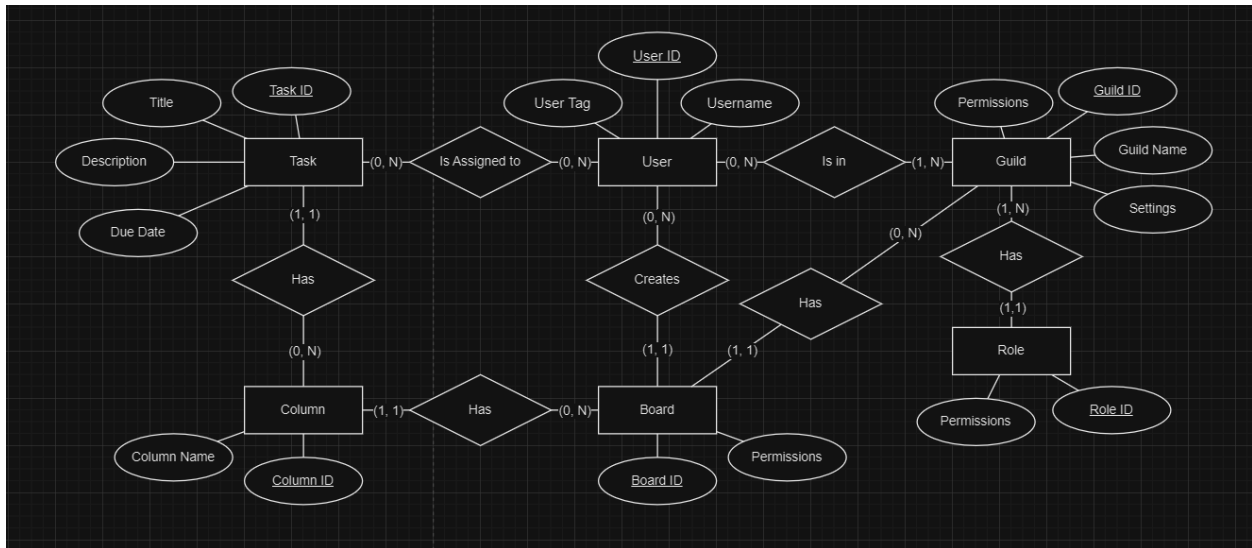 User ID
Task ID
Guild ID
Title
User Tag
Username
Permissions
Guild Name
Description
Task
(0, N)
Is Assigned to
(0, N)
User
(0, N)
Is in
(1, N)
Guild
Settings
Due Date
(1, 1)
(0, N)
(1, N)
(0, N)
Has
Creates
Has
Has
(0, N)
(1, 1)
(1, 1)
(1,1)
Role
Column
(1, 1)
Has
(0, N)
Board
Permissions
Role ID
Column Name
Column ID
Board ID
Permissions